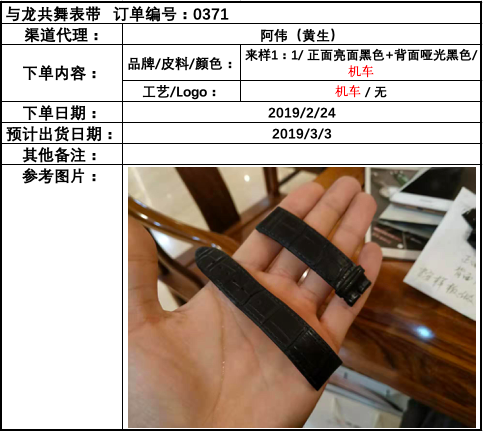 与龙共舞表带 订单编号：0371
渠道代理： 阿伟（黄生）
下单内容： 品牌/皮料/颜色： 来样1：1/ 正面亮面黑色+背面哑光黑色/
机车
工艺/Logo： 机车 / 无
下单日期： 2019/2/24
预计出货日期： 2019/3/3
其他备注：
参考图片：